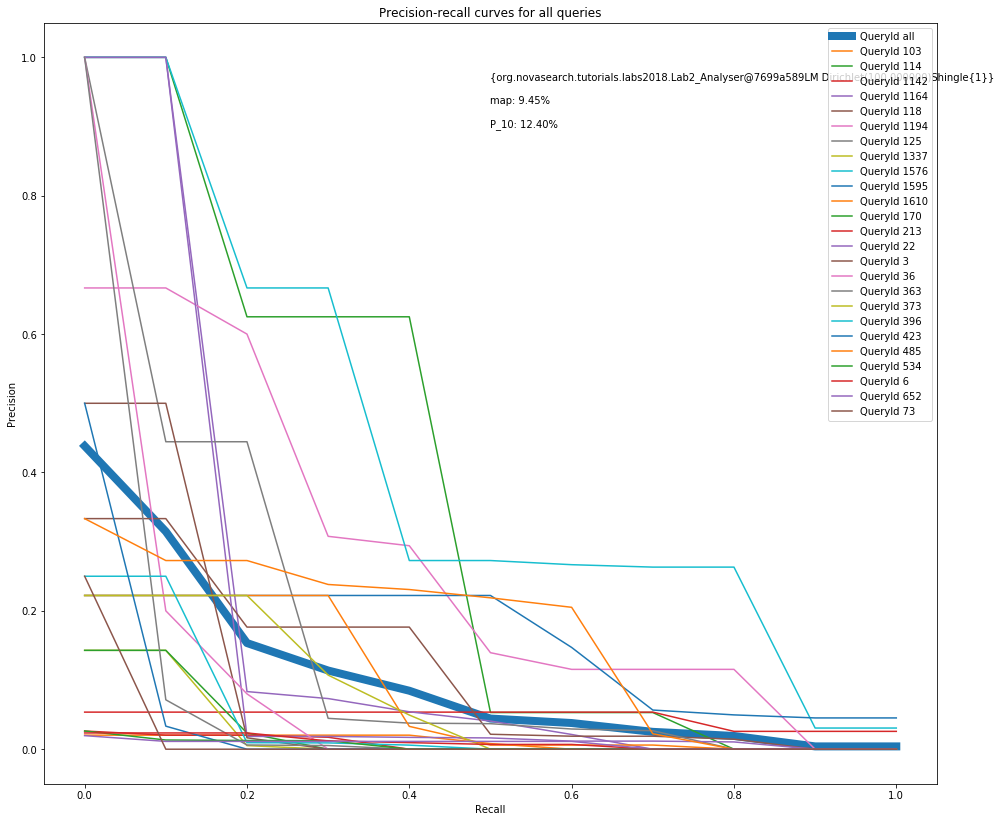 Precision-recall curves for all queries
1.0
0.8
0.6
0.4
0.2
0.0
Precision
0.0
0.2
0.4
0.6
0.8
1.0
Recall
{org.novasearch.tutorials.labs2018.Lab2_Analyser@7699a589LM Shingle{1}}
map: 9.45%
P_10: 12.40%
QueryId all
QueryId 103
QueryId 114
QueryId 1142
QueryId 1164
QueryId 118
QueryId 1194
QueryId 125
QueryId 1337
QueryId 1576
QueryId 1595
QueryId 1610
QueryId 170
QueryId 213
QueryId 22
QueryId 3
QueryId 36
QueryId 363
QueryId 373
QueryId 396
QueryId 423
QueryId 485
QueryId 534
QueryId 6
QueryId 652
QueryId 73